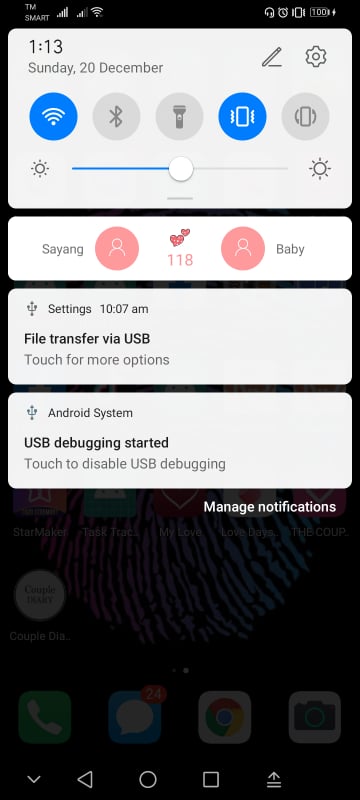 TM
SMART
100
1:13
Sunday, 20 December
Sayang
118
Baby
Settings 10:07 am
File transfer via USB
Touch for more options
Android System
USB debugging started
Touch to disable USB debugging
Manage notifications
StarMaker Task Trac.. My Love Love Days.. THE COUP..
Couple
DIARY
Couple Dia..
24